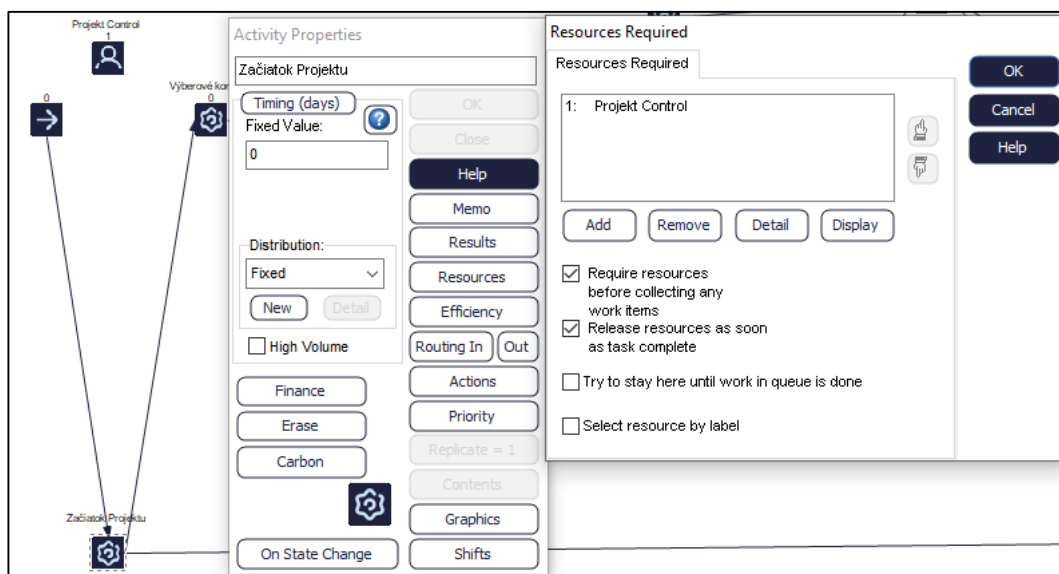 Projekt Control
1
0
Výberové kor
0
Začiatok Projektu
Activity Properties
Začiatok Projektu
Timing (days)
Fixed Value:
?
0
Distribution:
Fixed
New
Detail
High Volume
Finance
Erase
Carbon
On State Change
OK
Close
Help
Memo
Results
Resources
Efficiency
Routing In
Out
Actions
Priority
Replicate = 1
Contents
Graphics
Shifts
Resources Required
Resources Required
1: Projekt Control
Add
Remove
Detail
Display
Require resources
before collecting any
work items
Release resources as soon
as task complete
Try to stay here until work in queue is done
Select resource by label
OK
Cancel
Help